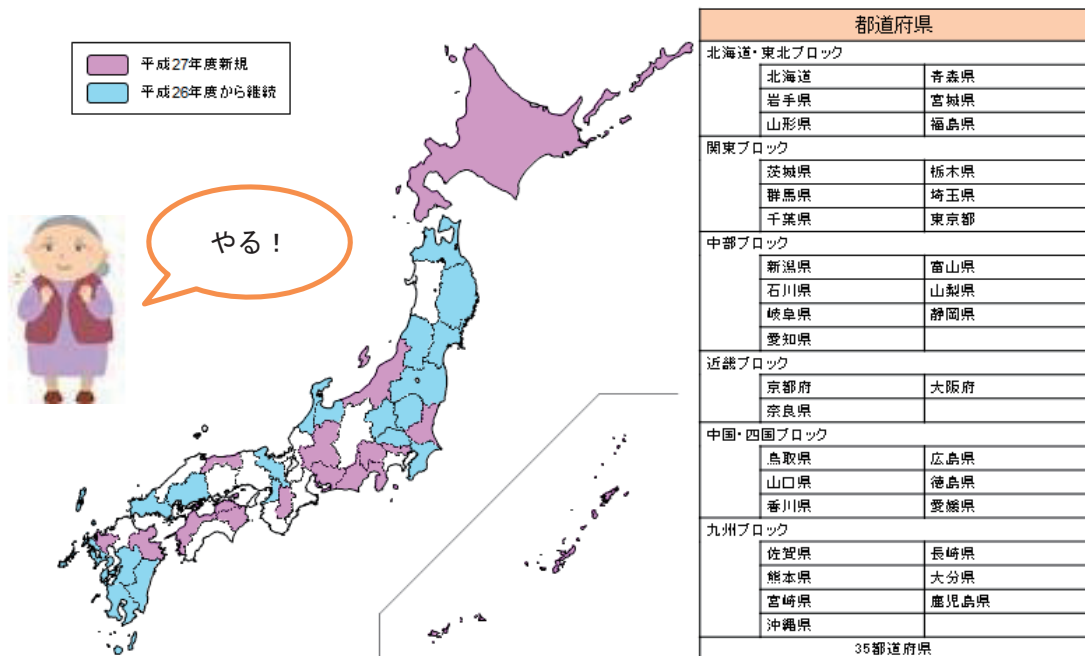 平成27年度新規
平成26年度から継続
やる！
都道府県
北海道・東北ブロック
北海道 青森県
岩手県 宮城県
山形県 福島県
関東ブロック
茨城県 栃木県
群馬県 埼玉県
千葉県 東京都
中部ブロック
新潟県 富山県
石川県 山梨県
岐阜県 静岡県
愛知県
近畿ブロック
京都府 大阪府
奈良県
中国・四国ブロック
鳥取県 広島県
山口県 徳島県
香川県 愛媛県
九州ブロック
佐賀県 長崎県
熊本県 大分県
宮崎県 鹿児島県
沖縄県
35都道府県